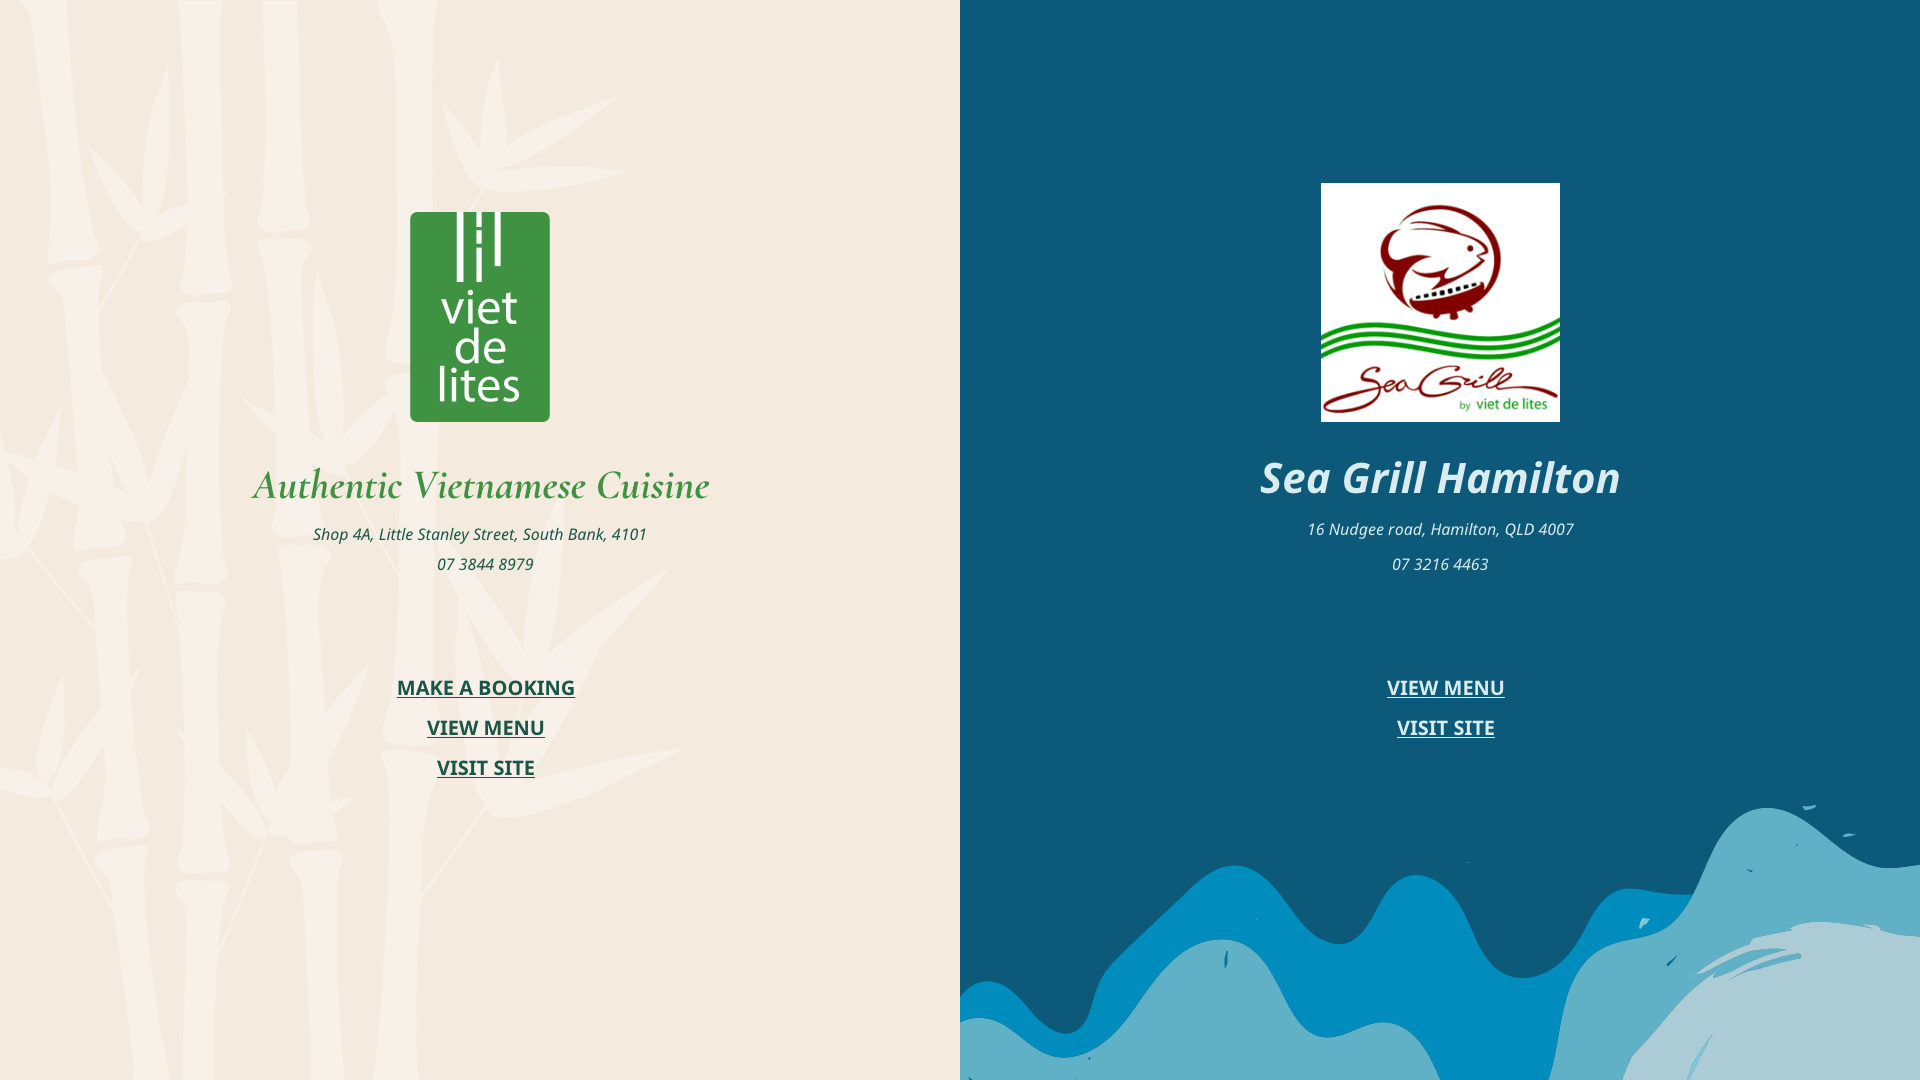 viet
de
lites
Authentic Vietnamese Cuisine
Shop 4A, Little Stanley Street, South Bank, 4101
07 3844 8979
MAKE A BOOKING
VIEW MENU
VISIT SITE
Sea Grill
by viet de lites
Sea Grill Hamilton
16 Nudgee road, Hamilton, QLD 4007
07 3216 4463
VIEW MENU
VISIT SITE